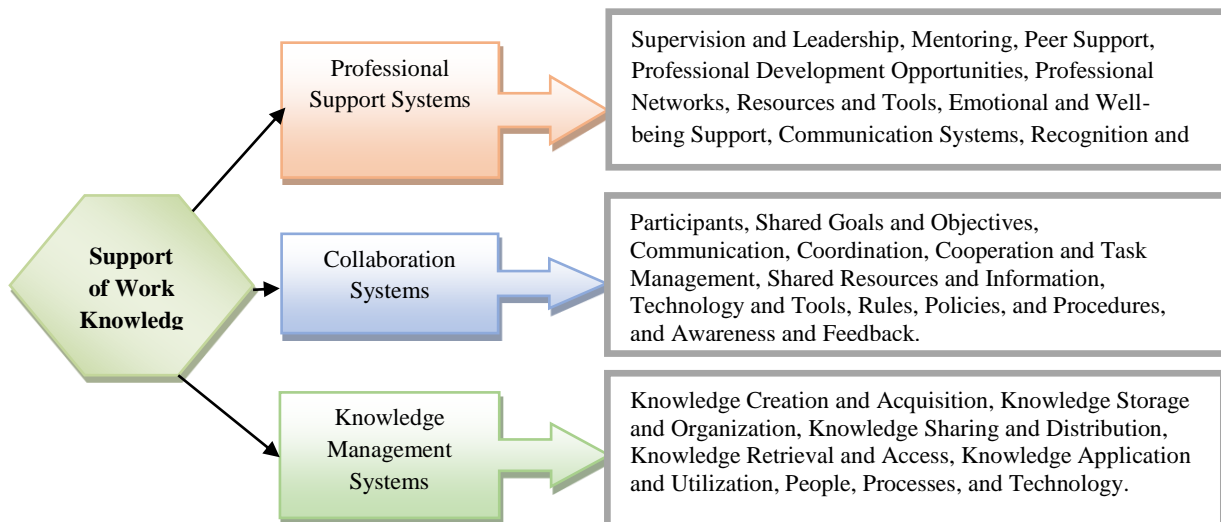 Support
of Work
Knowledg
Professional
Support Systems
Supervision and Leadership, Mentoring, Peer Support,
Professional Development Opportunities, Professional
Networks, Resources and Tools, Emotional and Well-
being Support, Communication Systems, Recognition and
Collaboration
Systems
Participants, Shared Goals and Objectives,
Communication, Coordination, Cooperation and Task
Management, Shared Resources and Information,
Technology and Tools, Rules, Policies, and Procedures,
and Awareness and Feedback.
Knowledge
Management
Systems
Knowledge Creation and Acquisition, Knowledge Storage
and Organization, Knowledge Sharing and Distribution,
Knowledge Retrieval and Access, Knowledge Application
and Utilization, People, Processes, and Technology.